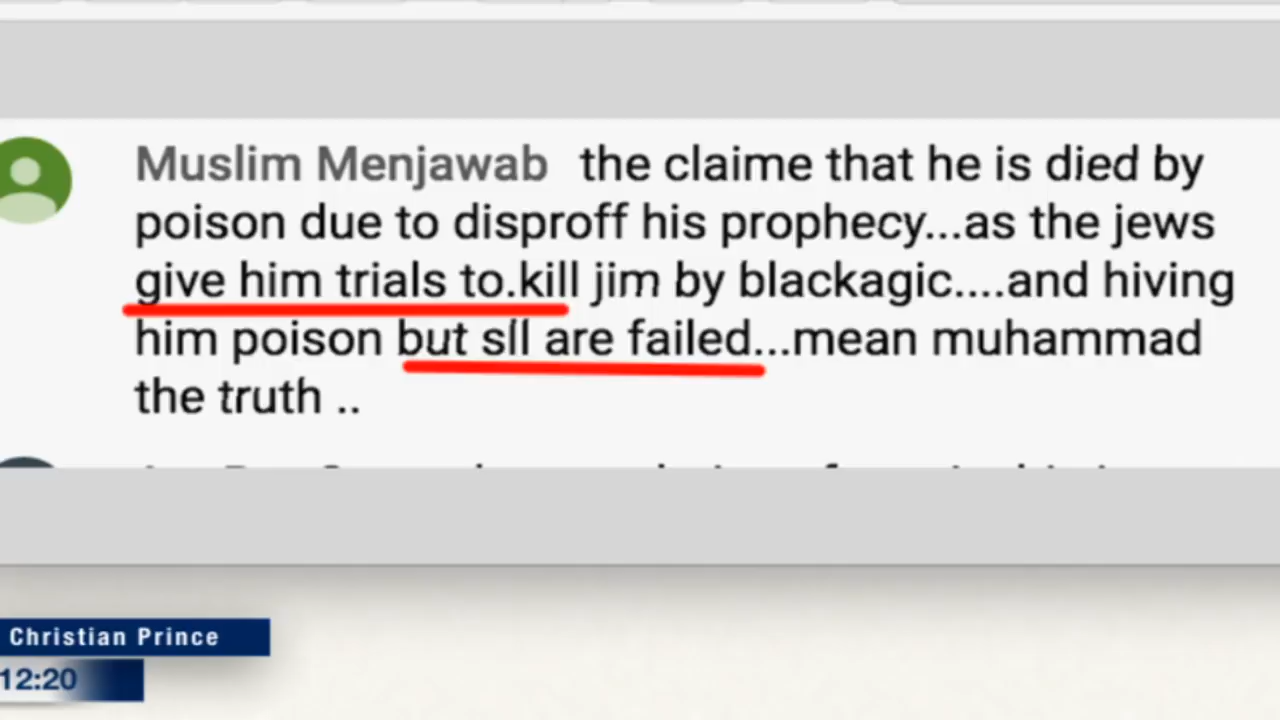 Muslim Menjawab the claime that he is died by
poison due to disproff his prophecy...as the jews
give him trials to.kill jim by blackagic....and hiving
him poison but sll are failed...mean muhammad
the truth ..
Christian Prince
12:20